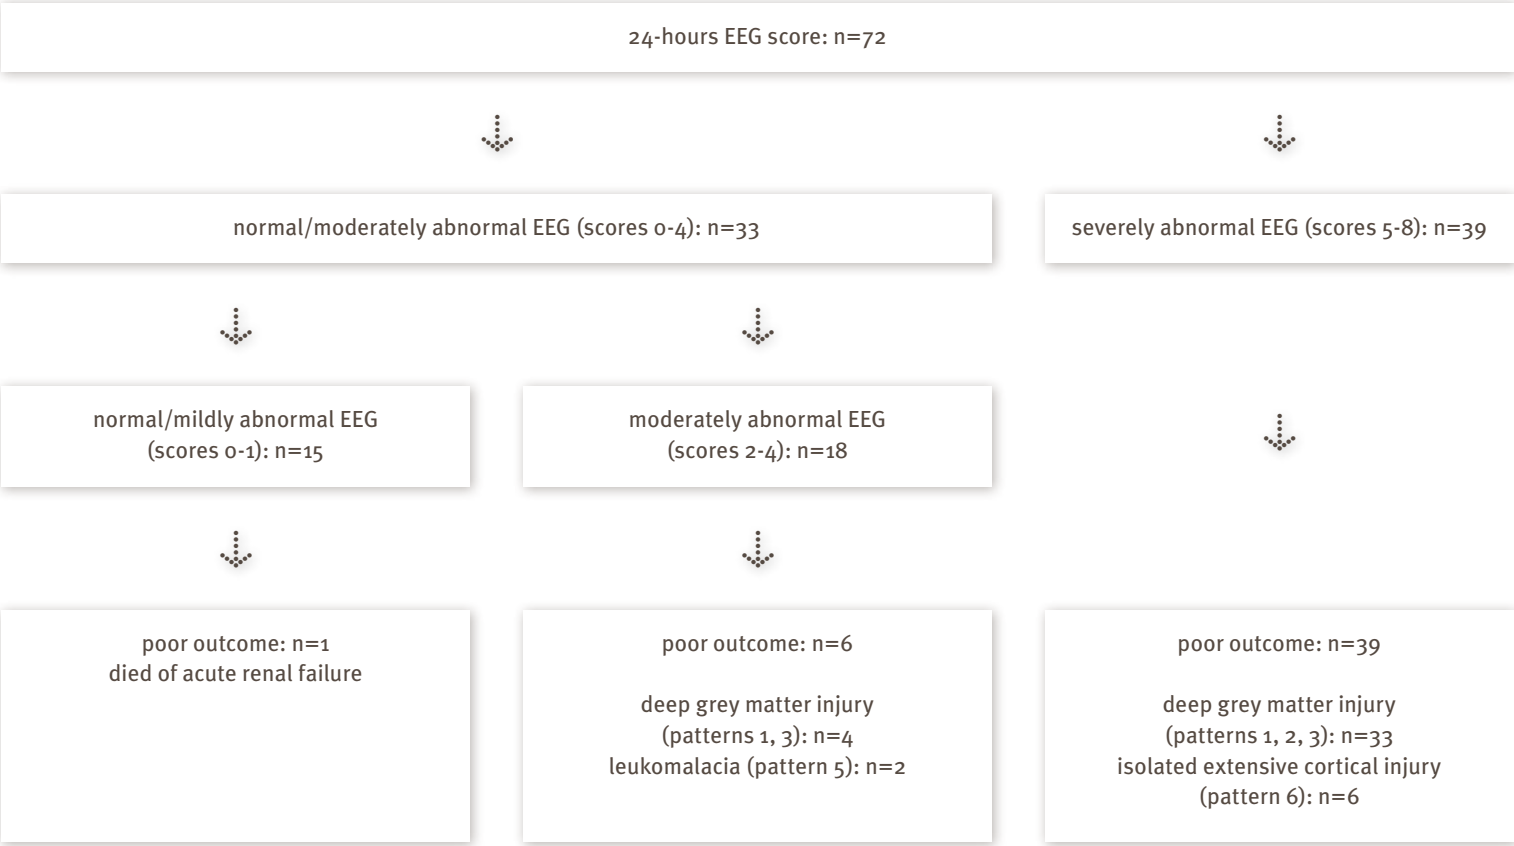 24-hours EEG score: n=72
normal/moderately abnormal EEG (scores 0-4): n=33
severely abnormal EEG (scores 5-8): n=39
normal/mildly abnormal EEG
(scores 0-1): n=15
moderately abnormal EEG
(scores 2-4): n=18
poor outcome: n=1
died of acute renal failure
poor outcome: n=6
deep grey matter injury
(patterns 1, 3): n=4
leukomalacia (pattern 5): n=2
poor outcome: n=39
deep grey matter injury
(patterns 1, 2, 3): n=33
isolated extensive cortical injury
(pattern 6): n=6